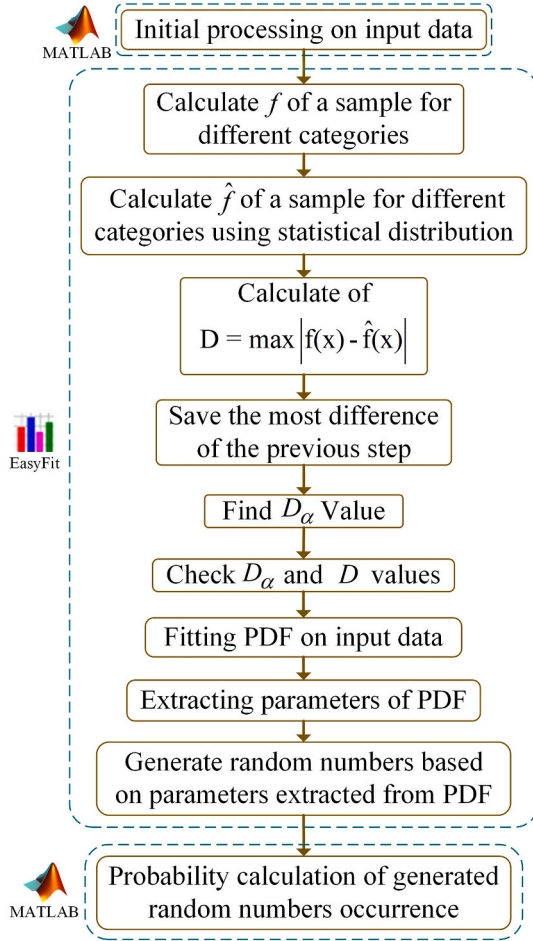 Initial processing on input data
MATLAB
Calculate f of a sample for
different categories
Calculate f̂ of a sample for different
categories using statistical distribution
Calculate of
D = max |f(x) - f̂(x)|
Save the most difference
of the previous step
EasyFit
Find Dα Value
Check Dα and D values
Fitting PDF on input data
Extracting parameters of PDF
Generate random numbers based
on parameters extracted from PDF
Probability calculation of generated
random numbers occurrence
MATLAB